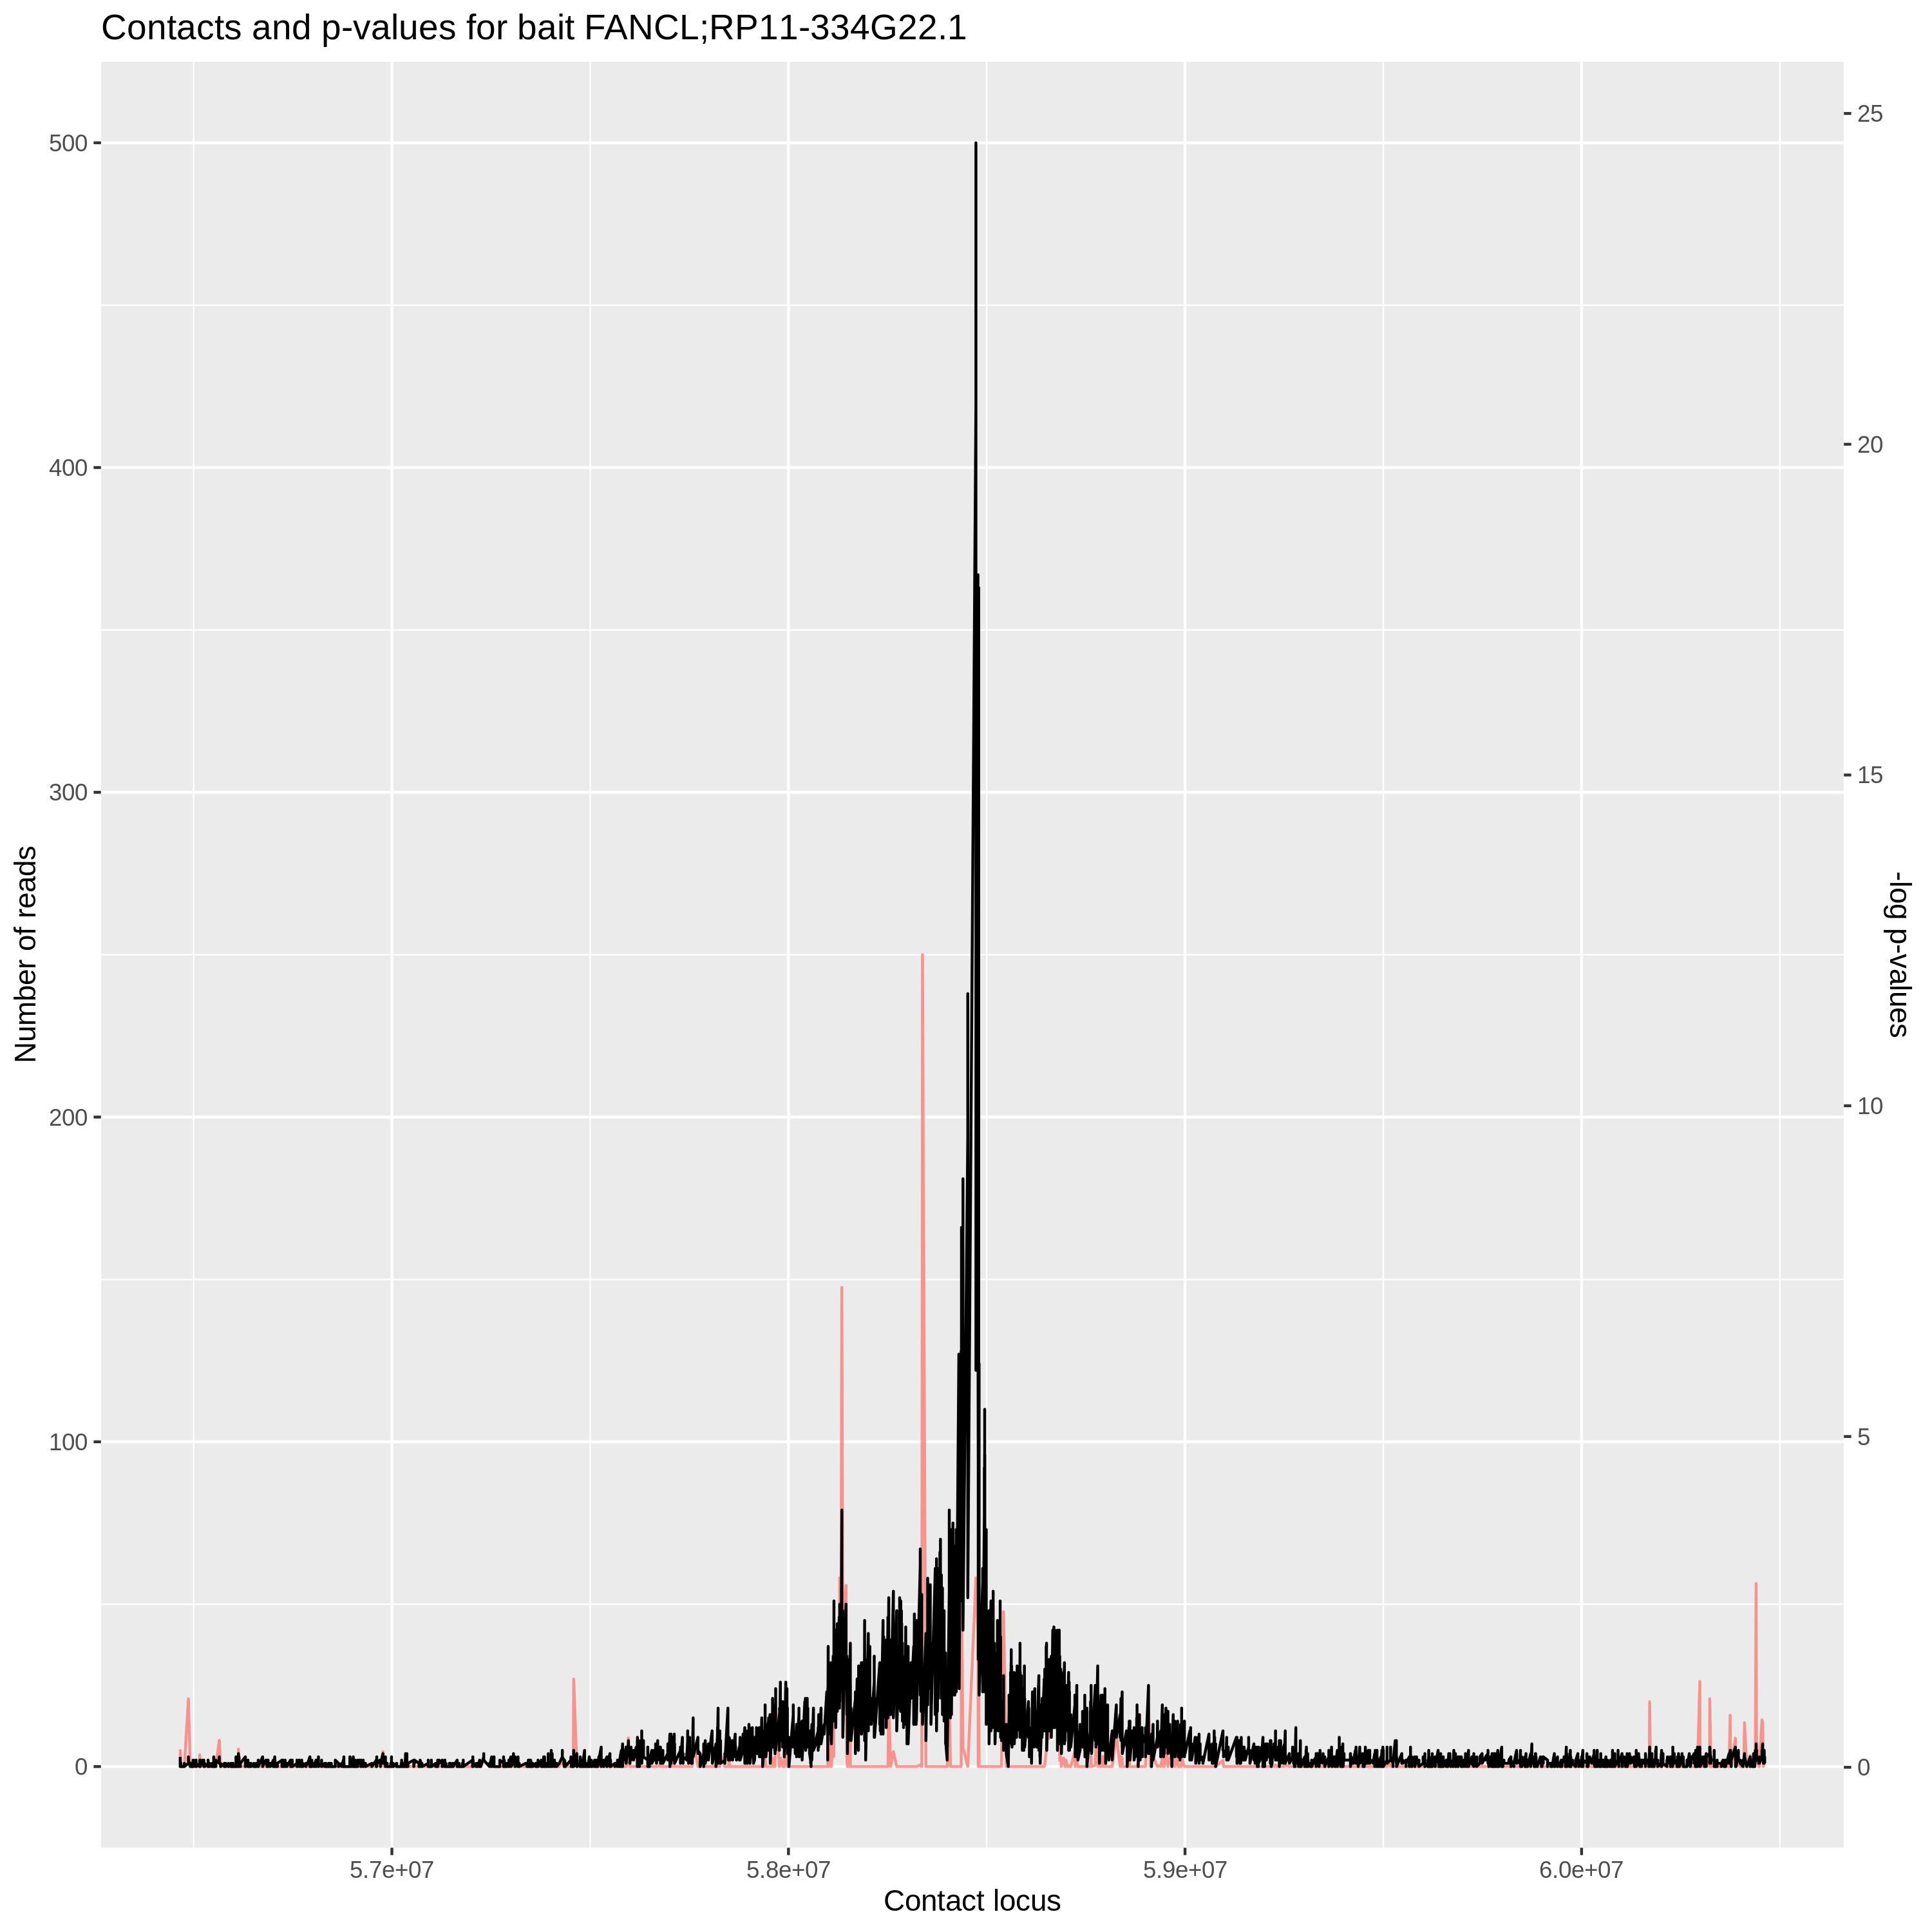 Contacts and p-values for bait FANCL;RP11-334G22.1
500
400
300
200
100
0
Number of reads
25
20
15
10
5
0
-log p-values
5.7e+07
5.8e+07
5.9e+07
6.0e+07
Contact locus